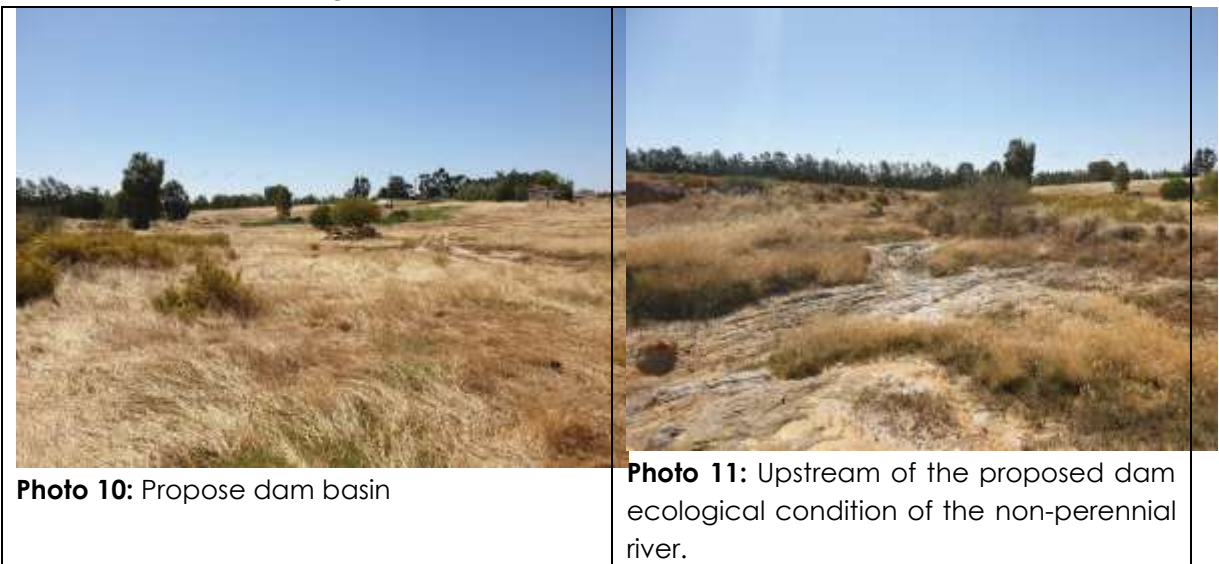 Photo 10: Propose dam basin
Photo 11: Upstream of the proposed dam
ecological condition of the non-perennial
river.